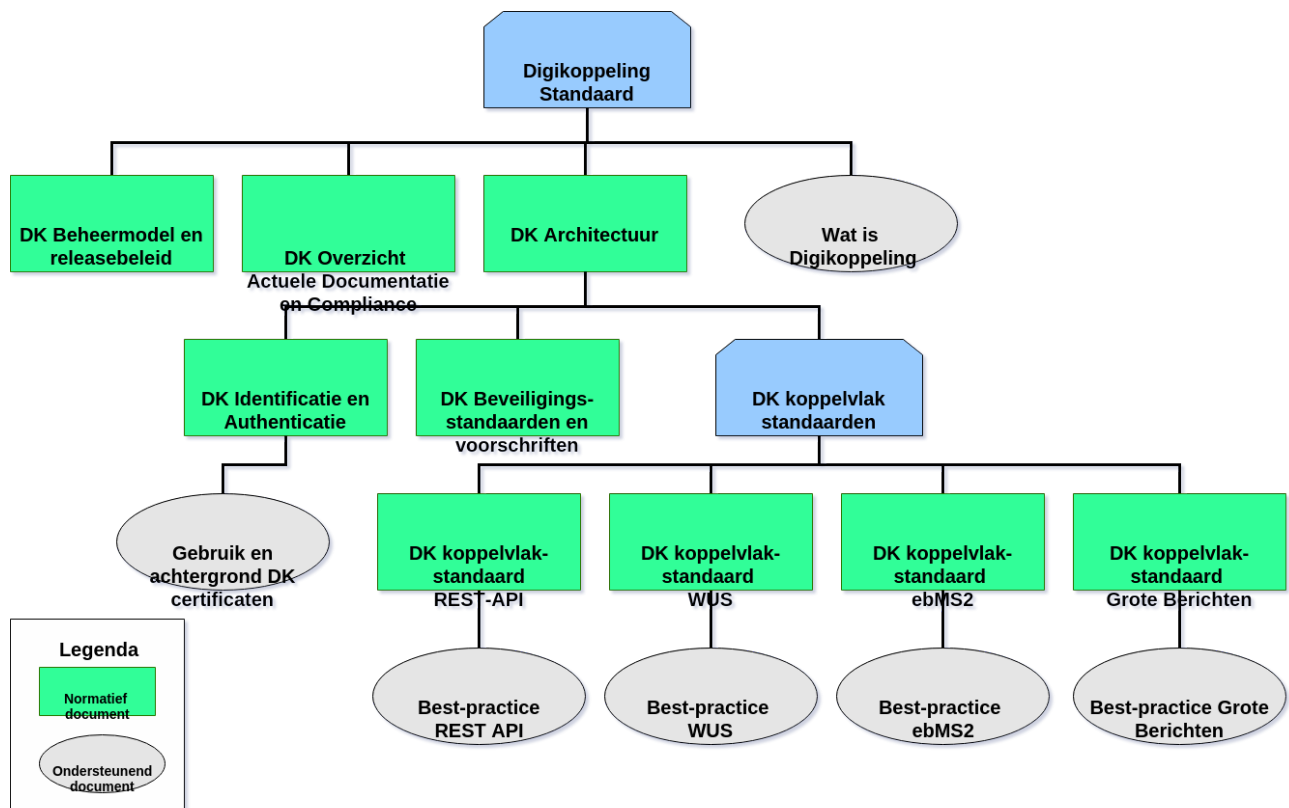 Digikoppeling
Standaard
DK Beheermodel en
releasebeleid
DK Overzicht
Actuele Documentatie
en Compliance
DK Architectuur
Wat is
Digikoppeling
DK Identificatie en
Authenticatie
DK Beveiligings-
standaarden en
voorschriften
DK koppelvlak
standaarden
Gebruik en
achtergrond DK
certificaten
DK koppelvlak-
standaard
REST-API
DK koppelvlak-
standaard
WUS
DK koppelvlak-
standaard
ebMS2
DK koppelvlak-
standaard
Grote Berichten
Best-practice
REST API
Best-practice
WUS
Best-practice
ebMS2
Best-practice Grote
Berichten
Legenda
Normatief
document
Ondersteunend
document